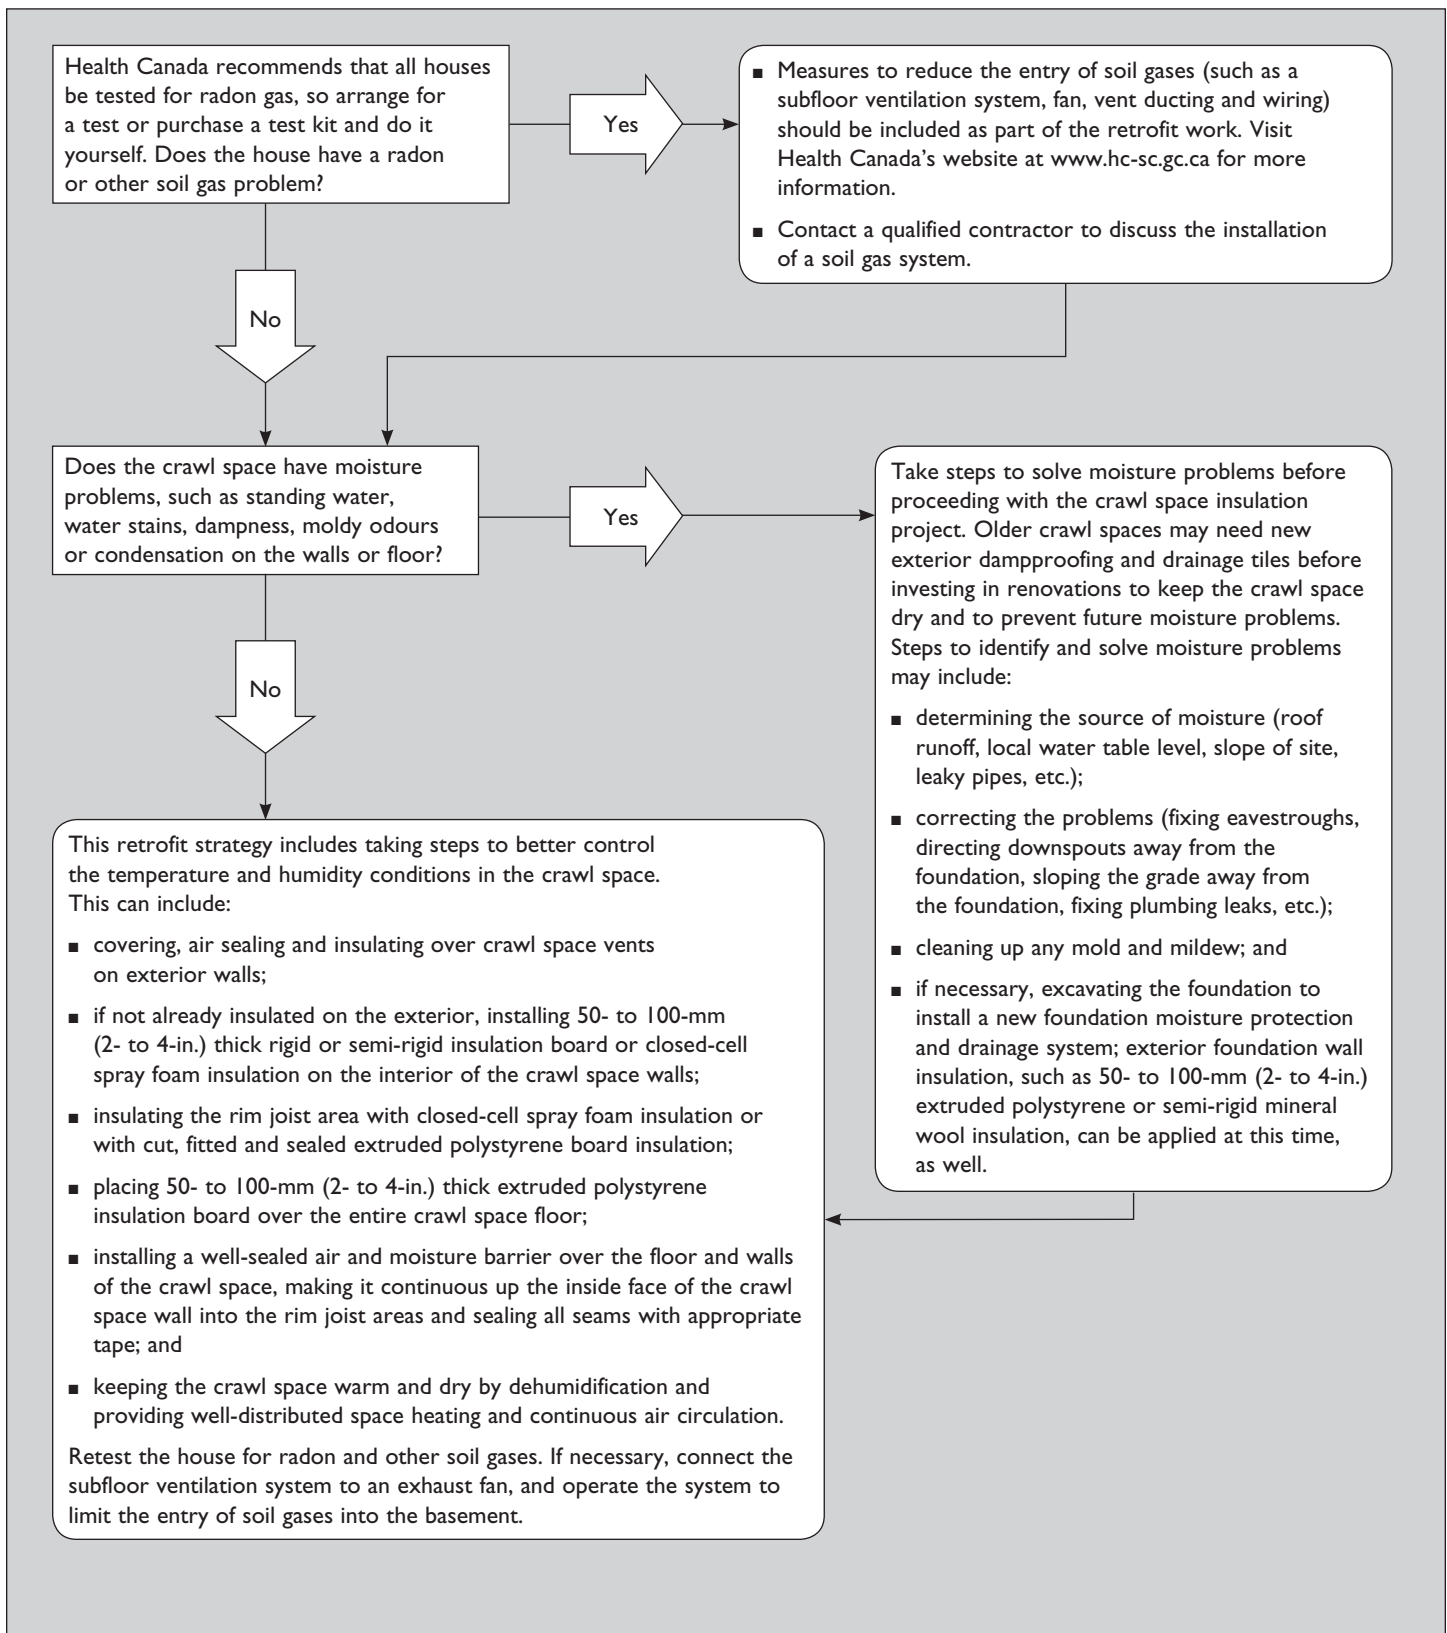 Health Canada recommends that all houses
be tested for radon gas, so arrange for
a test or purchase a test kit and do it
yourself. Does the house have a radon
or other soil gas problem?
Yes
■ Measures to reduce the entry of soil gases (such as a
subfloor ventilation system, fan, vent ducting and wiring)
should be included as part of the retrofit work. Visit
Health Canada's website at www.hc-sc.gc.ca for more
information.
■ Contact a qualified contractor to discuss the installation
of a soil gas system.
No
Does the crawl space have moisture
problems, such as standing water,
water stains, dampness, moldy odours
or condensation on the walls or floor?
Yes
Take steps to solve moisture problems before
proceeding with the crawl space insulation
project. Older crawl spaces may need new
exterior dampproofing and drainage tiles before
investing in renovations to keep the crawl space
dry and to prevent future moisture problems.
Steps to identify and solve moisture problems
may include:
■ determining the source of moisture (roof
runoff, local water table level, slope of site,
leaky pipes, etc.);
■ correcting the problems (fixing eavestroughs,
directing downspouts away from the
foundation, sloping the grade away from
the foundation, fixing plumbing leaks, etc.);
■ cleaning up any mold and mildew; and
■ if necessary, excavating the foundation to
install a new foundation moisture protection
and drainage system; exterior foundation wall
insulation, such as 50- to 100-mm (2- to 4-in.)
extruded polystyrene or semi-rigid mineral
wool insulation, can be applied at this time,
as well.
No
This retrofit strategy includes taking steps to better control
the temperature and humidity conditions in the crawl space.
This can include:
■ covering, air sealing and insulating over crawl space vents
on exterior walls;
■ if not already insulated on the exterior, installing 50- to 100-mm
(2- to 4-in.) thick rigid or semi-rigid insulation board or closed-cell
spray foam insulation on the interior of the crawl space walls;
■ insulating the rim joist area with closed-cell spray foam insulation or
with cut, fitted and sealed extruded polystyrene board insulation;
■ placing 50- to 100-mm (2- to 4-in.) thick extruded polystyrene
insulation board over the entire crawl space floor;
■ installing a well-sealed air and moisture barrier over the floor and walls
of the crawl space, making it continuous up the inside face of the crawl
space wall into the rim joist areas and sealing all seams with appropriate
tape; and
■ keeping the crawl space warm and dry by dehumidification and
providing well-distributed space heating and continuous air circulation.
Retest the house for radon and other soil gases. If necessary, connect the
subfloor ventilation system to an exhaust fan, and operate the system to
limit the entry of soil gases into the basement.